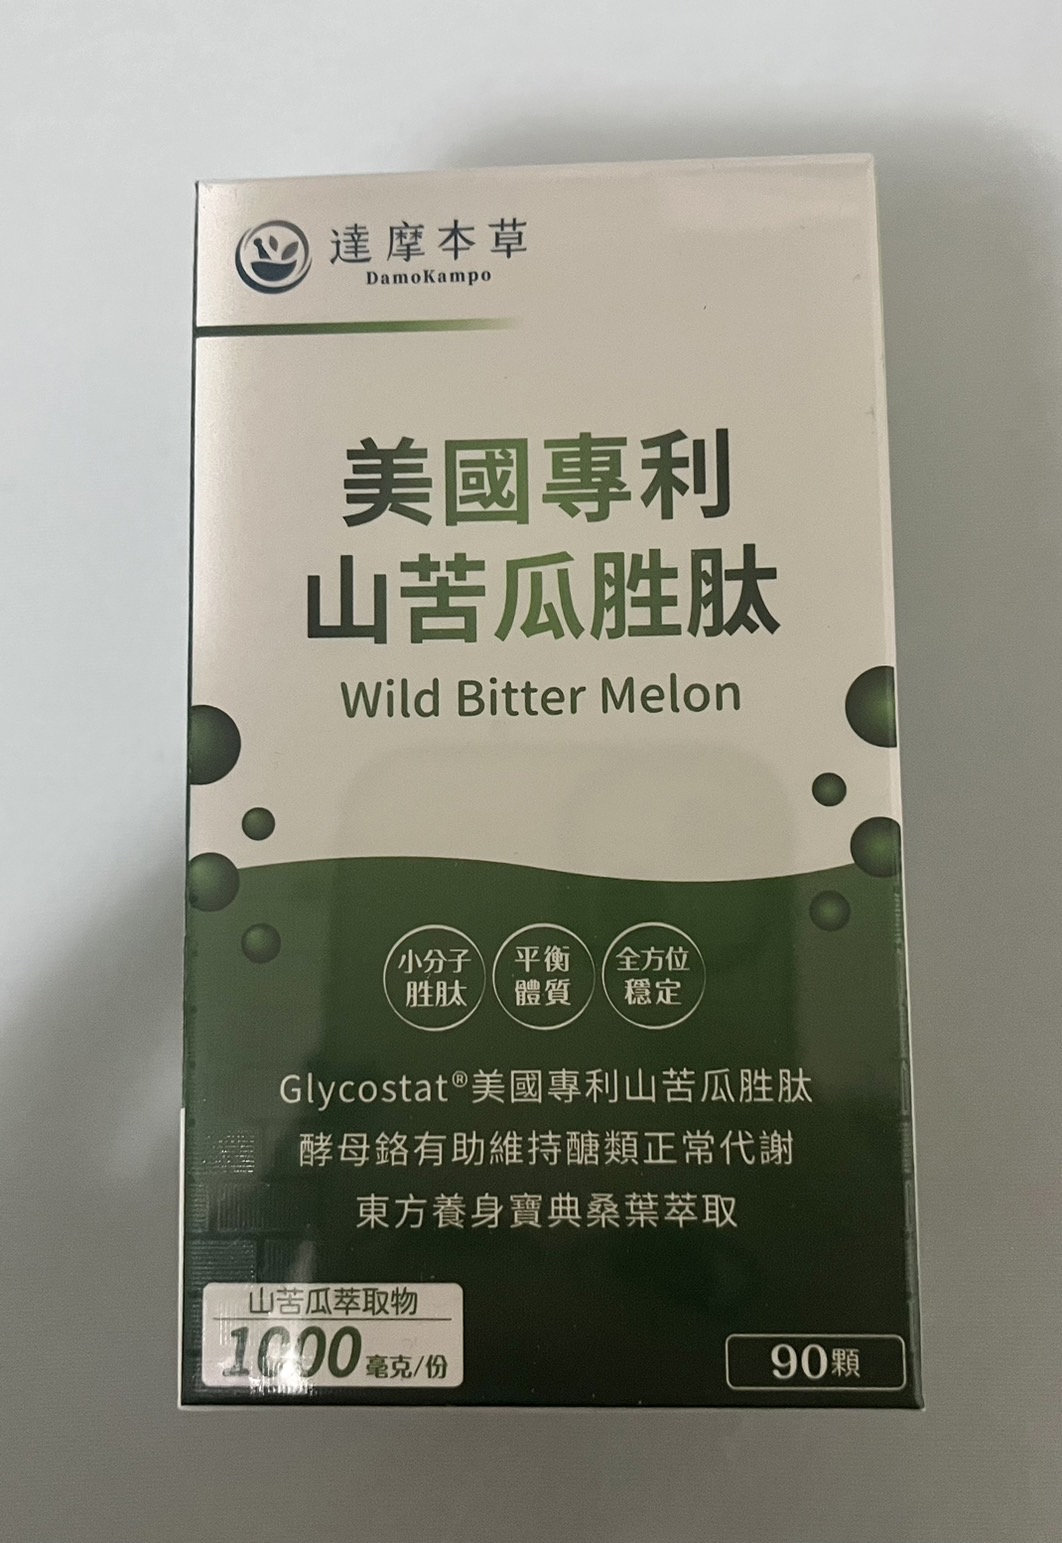 達摩本草
DamoKampo
美國專利
山苦瓜胜肽
Wild Bitter Melon
小分子
胜肽
平衡
體質
全方位
穩定
Glycostat®美國專利山苦瓜胜肽
酵母鉻有助維持醣類正常代謝
東方養身寶典桑葉萃取
山苦瓜萃取物
1000毫克/份
90顆